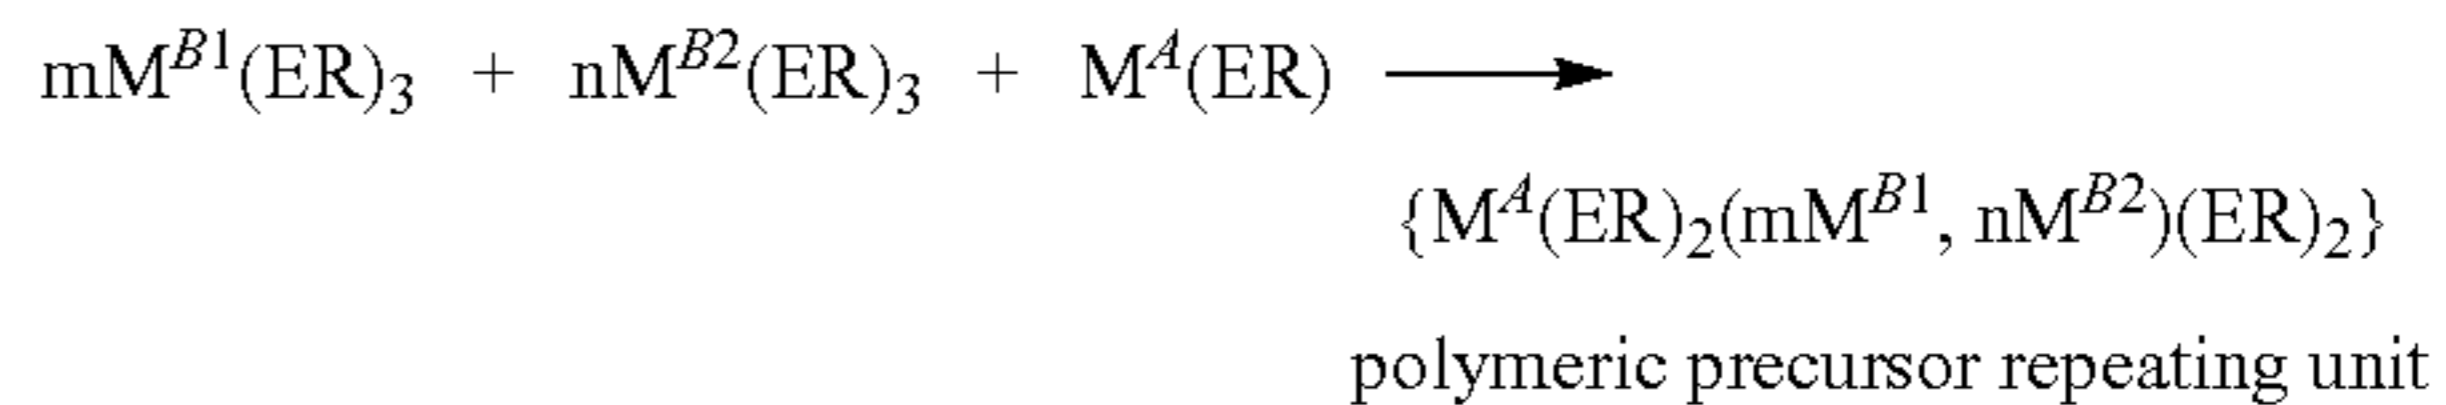 mM^{B1}(ER)_3 + nM^{B2}(ER)_3 + M^A(ER) ⟶
{M^A(ER)_2(mM^{B1}, nM^{B2})(ER)_2}
polymeric precursor repeating unit